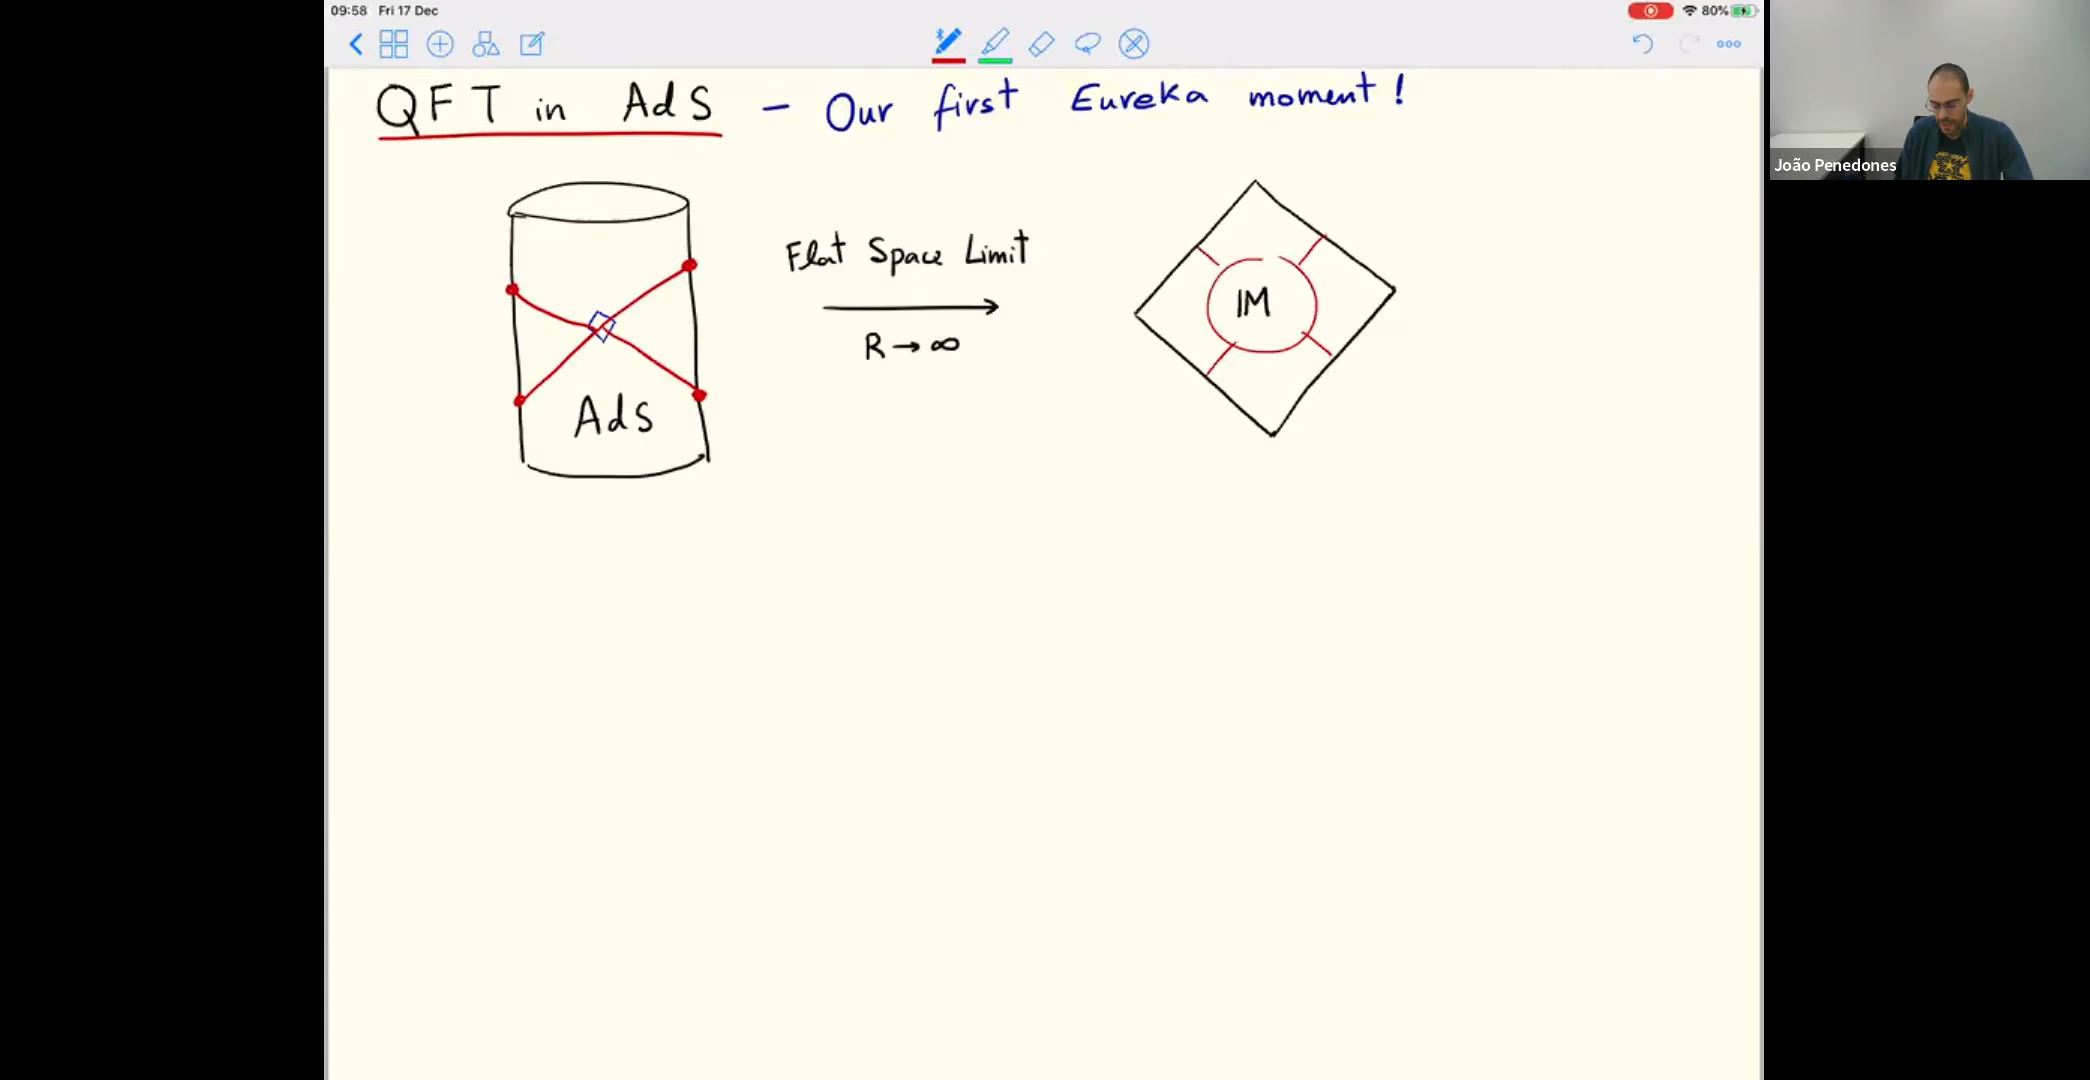 09:58 Fri 17 Dec
80%
QFT in AdS - Our first Eureka moment!
João Penedones
Flat Space Limit
R → ∞
IM
AdS